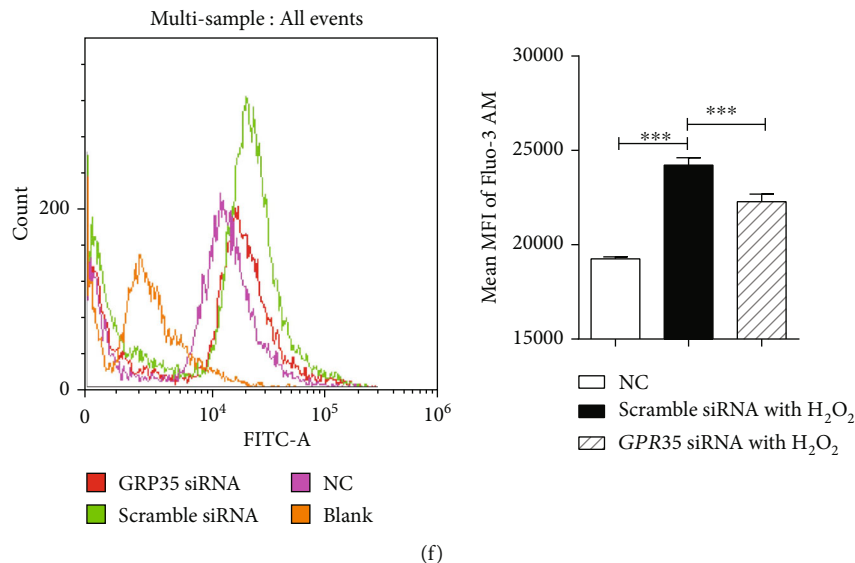 Multi-sample : All events
Count
200
0
0
10⁴
10⁵
10⁶
FITC-A
GRP35 siRNA
NC
Scramble siRNA
Blank
Mean MFI of Fluo-3 AM
30000
25000
20000
15000
***
***
NC
Scramble siRNA with H₂O₂
GPR35 siRNA with H₂O₂
(f)